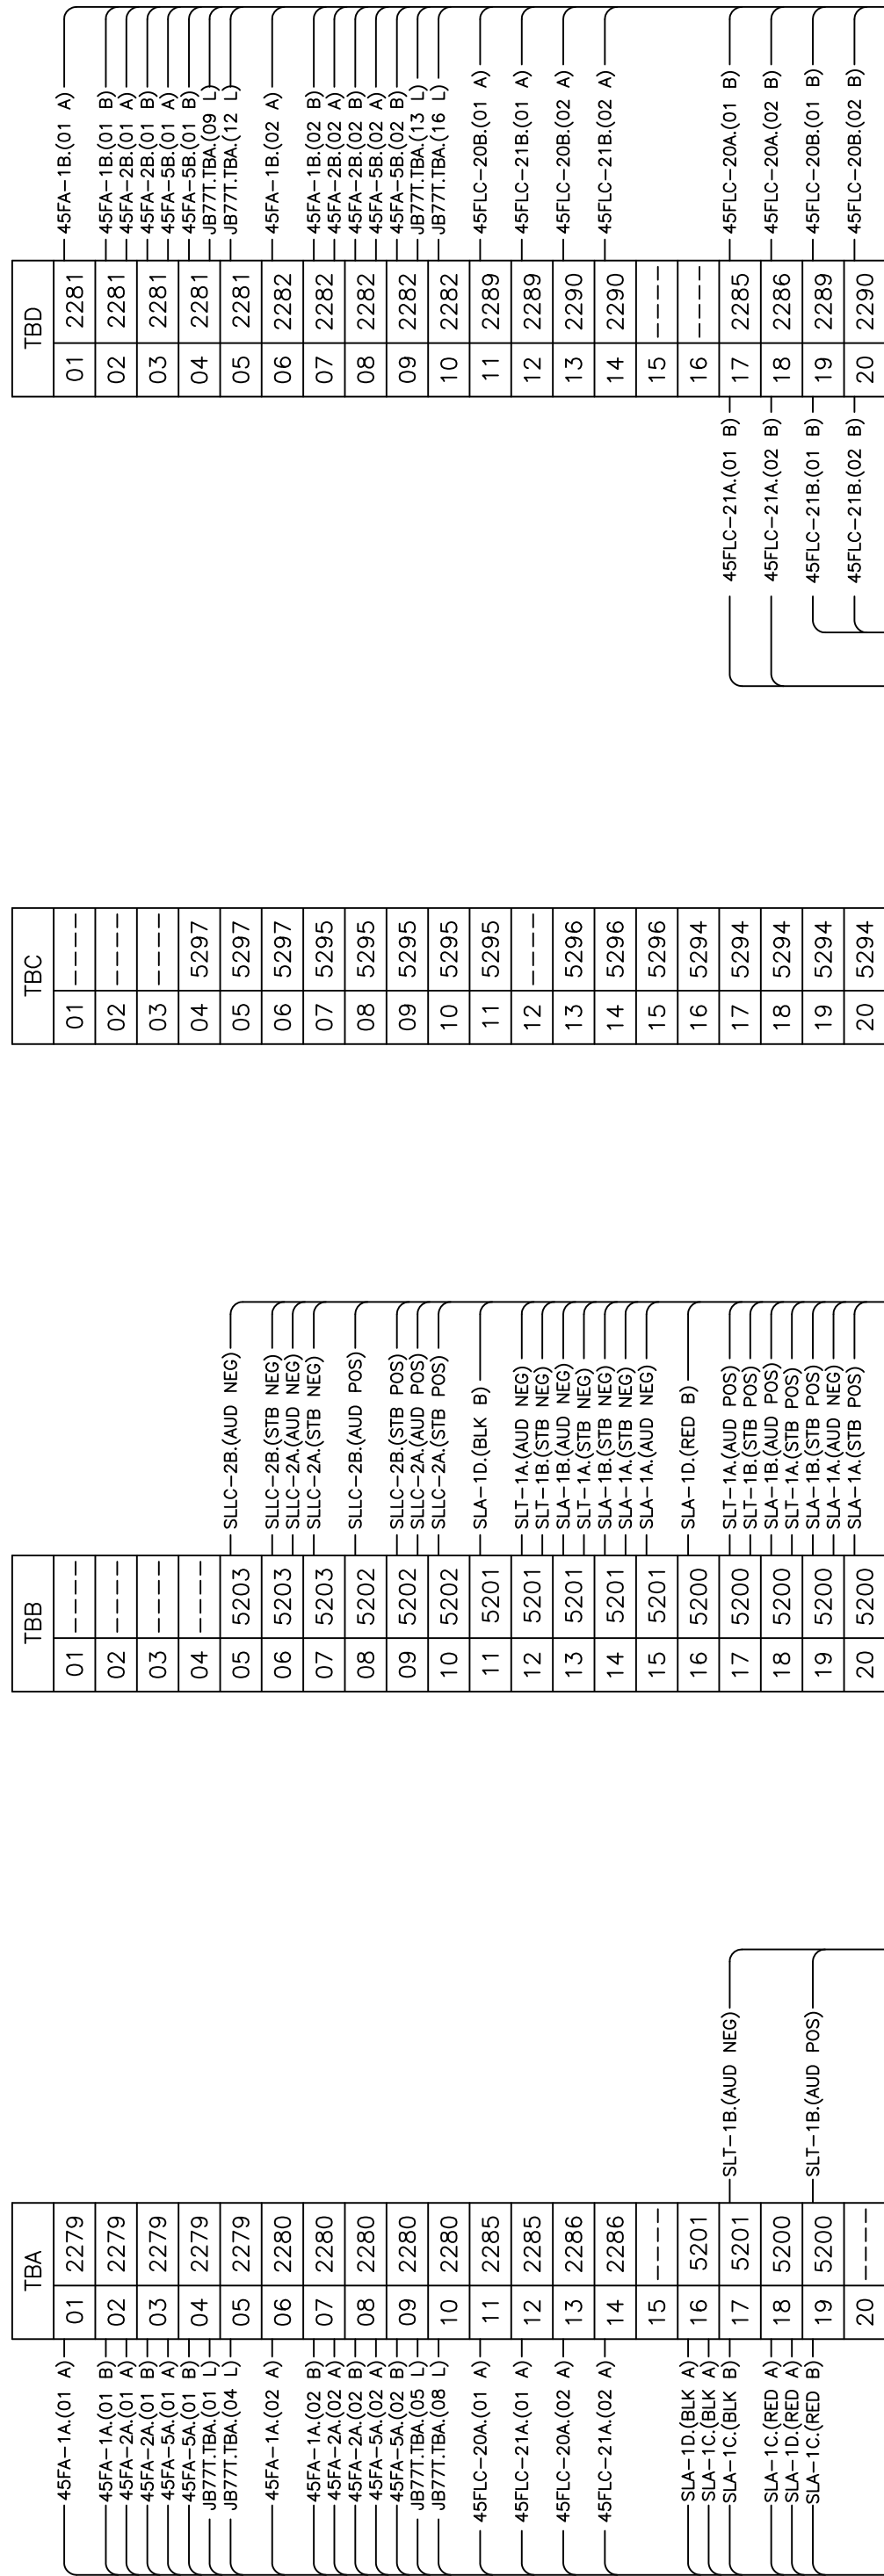 TBA
45FA-1A.(01 A) 01 2279
45FA-1A.(01 B) 02 2279
45FA-2A.(01 A)
45FA-2A.(01 B) 03 2279
45FA-5A.(01 A)
45FA-5A.(01 B) 04 2279
JB77T.TBA.(01 L)
JB77T.TBA.(04 L) 05 2279
45FA-1A.(02 A) 06 2280
45FA-1A.(02 B) 07 2280
45FA-2A.(02 A)
45FA-2A.(02 B) 08 2280
45FA-5A.(02 A)
45FA-5A.(02 B) 09 2280
JB77T.TBA.(05 L)
JB77T.TBA.(08 L) 10 2280
45FLC-20A.(01 A) 11 2285
45FLC-21A.(01 A) 12 2285
45FLC-20A.(02 A) 13 2286
45FLC-21A.(02 A) 14 2286
15 ----
SLA-1D.(BLK A) 16 5201
SLA-1C.(BLK A)
SLA-1C.(BLK B) 17 5201 SLT-1B.(AUD NEG)
SLA-1C.(RED A) 18 5200
SLA-1D.(RED A)
SLA-1C.(RED B) 19 5200 SLT-1B.(AUD POS)
20 ----
TBB
01 ----
02 ----
03 ----
04 ----
05 5203 SLLC-2B.(AUD NEG)
06 5203 SLLC-2B.(STB NEG)
SLLC-2A.(AUD NEG)
07 5203 SLLC-2A.(STB NEG)
08 5202 SLLC-2B.(AUD POS)
09 5202 SLLC-2B.(STB POS)
SLLC-2A.(AUD POS)
10 5202 SLLC-2A.(STB POS)
11 5201 SLA-1D.(BLK B)
12 5201 SLT-1A.(AUD NEG)
SLT-1B.(STB NEG)
13 5201 SLA-1B.(AUD NEG)
SLT-1A.(STB NEG)
14 5201 SLA-1B.(STB NEG)
SLA-1A.(STB NEG)
15 5201 SLA-1A.(AUD NEG)
16 5200 SLA-1D.(RED B)
17 5200 SLT-1A.(AUD POS)
SLT-1B.(STB POS)
18 5200 SLA-1B.(AUD POS)
SLT-1A.(STB POS)
19 5200 SLA-1B.(STB POS)
SLA-1A.(AUD NEG)
20 5200 SLA-1A.(STB POS)
TBC
01 ----
02 ----
03 ----
04 5297
05 5297
06 5297
07 5295
08 5295
09 5295
10 5295
11 5295
12 ----
13 5296
14 5296
15 5296
16 5294
17 5294
18 5294
19 5294
20 5294
TBD
01 2281 45FA-1B.(01 A)
02 2281 45FA-1B.(01 B)
45FA-2B.(01 A)
03 2281 45FA-2B.(01 B)
45FA-5B.(01 A)
04 2281 45FA-5B.(01 B)
JB77T.TBA.(09 L)
05 2281 JB77T.TBA.(12 L)
06 2282 45FA-1B.(02 A)
07 2282 45FA-1B.(02 B)
45FA-2B.(02 A)
08 2282 45FA-2B.(02 B)
45FA-5B.(02 A)
09 2282 45FA-5B.(02 B)
JB77T.TBA.(13 L)
10 2282 JB77T.TBA.(16 L)
11 2289 45FLC-20B.(01 A)
12 2289 45FLC-21B.(01 A)
13 2290 45FLC-20B.(02 A)
14 2290 45FLC-21B.(02 A)
15 ----
16 ----
45FLC-21A.(01 B) 17 2285 45FLC-20A.(01 B)
45FLC-21A.(02 B) 18 2286 45FLC-20A.(02 B)
45FLC-21B.(01 B) 19 2289 45FLC-20B.(01 B)
45FLC-21B.(02 B) 20 2290 45FLC-20B.(02 B)